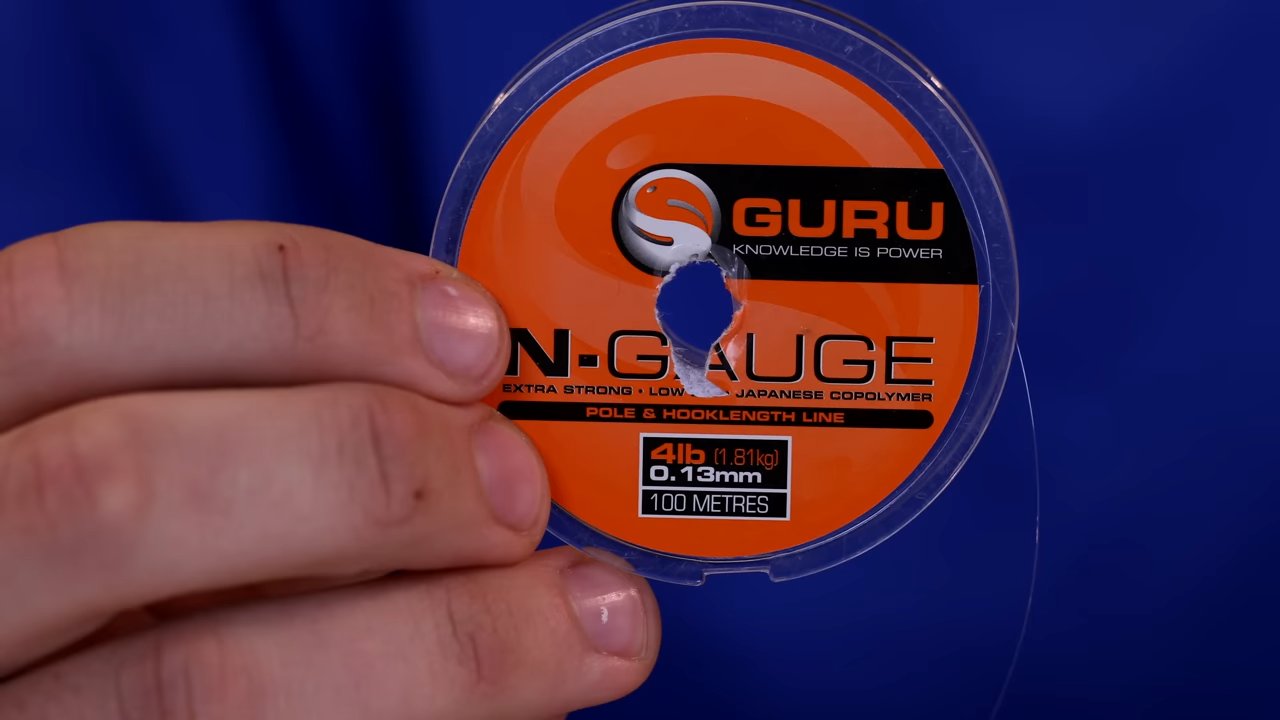 GURU
KNOWLEDGE IS POWER
N-GAUGE
EXTRA STRONG • LOW JAPANESE COPOLYMER
POLE & HOOKLENGTH LINE
4lb (1.81kg)
0.13mm
100 METRES